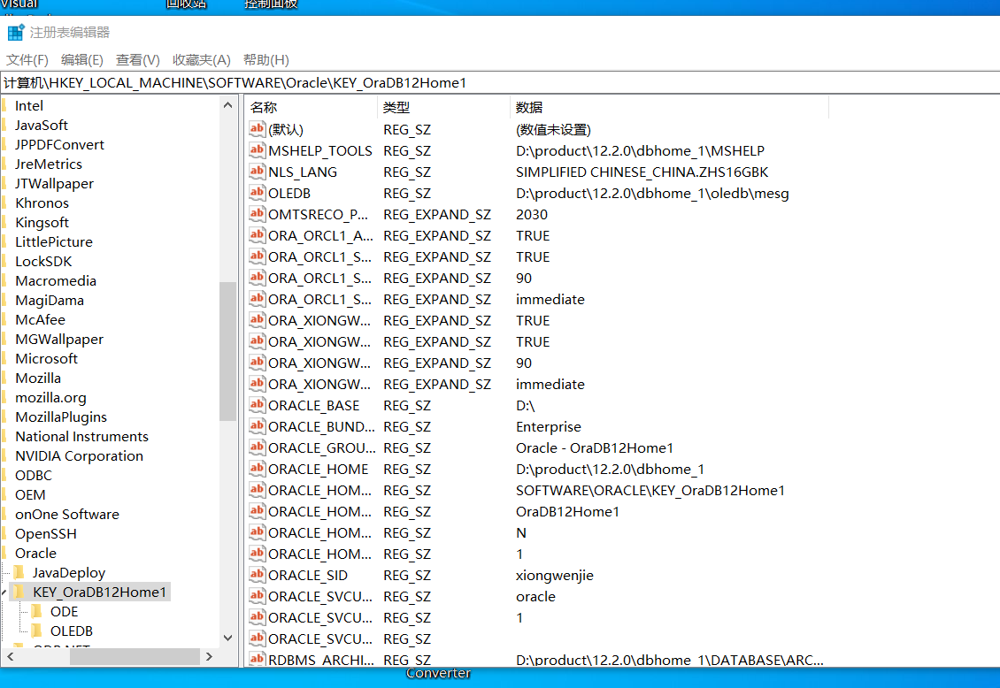 Visual 回收站 控制面板
注册表编辑器
文件(F) 编辑(E) 查看(V) 收藏夹(A) 帮助(H)
计算机\HKEY_LOCAL_MACHINE\SOFTWARE\Oracle\KEY_OraDB12Home1
Intel
JavaSoft
JPPDFConvert
JreMetrics
JTWallpaper
Khronos
Kingsoft
LittlePicture
LockSDK
Macromedia
MagiDama
McAfee
MGWallpaper
Microsoft
Mozilla
mozilla.org
MozillaPlugins
National Instruments
NVIDIA Corporation
ODBC
OEM
onOne Software
OpenSSH
Oracle
JavaDeploy
KEY_OraDB12Home1
ODE
OLEDB
名称 类型 数据
(默认) REG_SZ (数值未设置)
MSHELP_TOOLS REG_SZ D:\product\12.2.0\dbhome_1\MSHELP
NLS_LANG REG_SZ SIMPLIFIED CHINESE_CHINA.ZHS16GBK
OLEDB REG_SZ D:\product\12.2.0\dbhome_1\oledb\mesg
OMTSRECO_P... REG_EXPAND_SZ 2030
ORA_ORCL1_A... REG_EXPAND_SZ TRUE
ORA_ORCL1_S... REG_EXPAND_SZ TRUE
ORA_ORCL1_S... REG_EXPAND_SZ 90
ORA_ORCL1_S... REG_EXPAND_SZ immediate
ORA_XIONGW... REG_EXPAND_SZ TRUE
ORA_XIONGW... REG_EXPAND_SZ TRUE
ORA_XIONGW... REG_EXPAND_SZ 90
ORA_XIONGW... REG_EXPAND_SZ immediate
ORACLE_BASE REG_SZ D:\
ORACLE_BUND... REG_SZ Enterprise
ORACLE_GROU... REG_SZ Oracle - OraDB12Home1
ORACLE_HOME REG_SZ D:\product\12.2.0\dbhome_1
ORACLE_HOM... REG_SZ SOFTWARE\ORACLE\KEY_OraDB12Home1
ORACLE_HOM... REG_SZ OraDB12Home1
ORACLE_HOM... REG_SZ N
ORACLE_HOM... REG_SZ 1
ORACLE_SID REG_SZ xiongwenjie
ORACLE_SVCU... REG_SZ oracle
ORACLE_SVCU... REG_SZ 1
ORACLE_SVCU... REG_SZ
RDBMS_ARCHI... REG_SZ D:\product\12.2.0\dbhome_1\DATABASE\ARC...
Converter